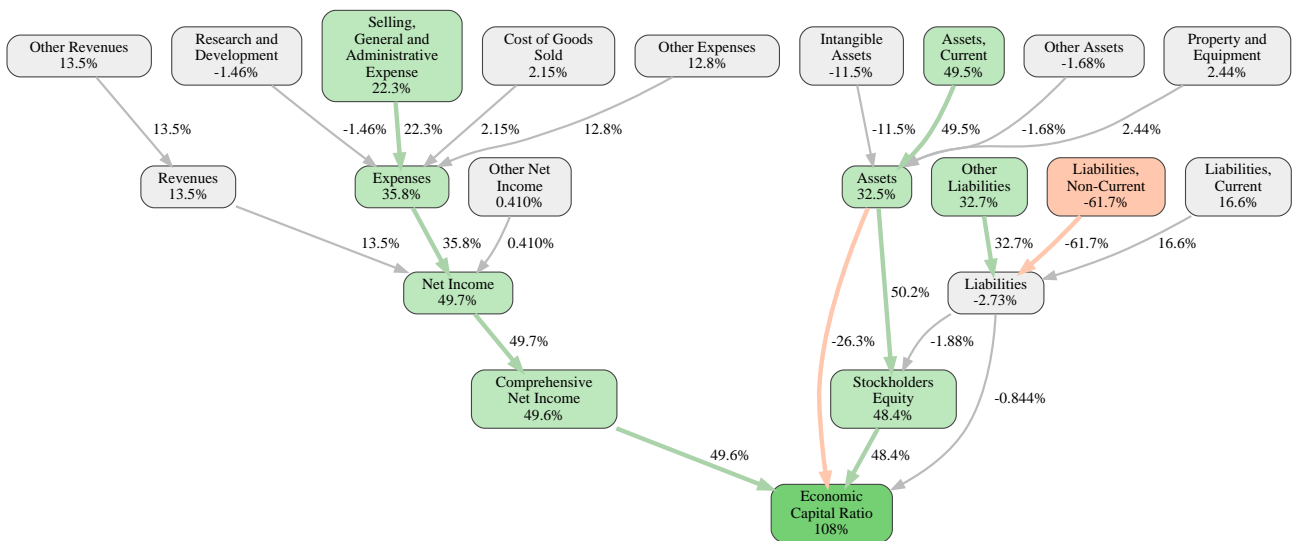 Other Revenues
13.5%
Research and
Development
-1.46%
Selling,
General and
Administrative
Expense
22.3%
Cost of Goods
Sold
2.15%
Other Expenses
12.8%
Intangible
Assets
-11.5%
Assets,
Current
49.5%
Other Assets
-1.68%
Property and
Equipment
2.44%
13.5%
-1.46%
22.3%
2.15%
12.8%
-11.5%
49.5%
-1.68%
2.44%
Revenues
13.5%
Expenses
35.8%
Other Net
Income
0.410%
Assets
32.5%
Other
Liabilities
32.7%
Liabilities,
Non-Current
-61.7%
Liabilities,
Current
16.6%
13.5%
35.8%
0.410%
32.7%
-61.7%
16.6%
Net Income
49.7%
50.2%
Liabilities
-2.73%
49.7%
-26.3%
-1.88%
Comprehensive
Net Income
49.6%
Stockholders
Equity
48.4%
-0.844%
49.6%
48.4%
Economic
Capital Ratio
108%